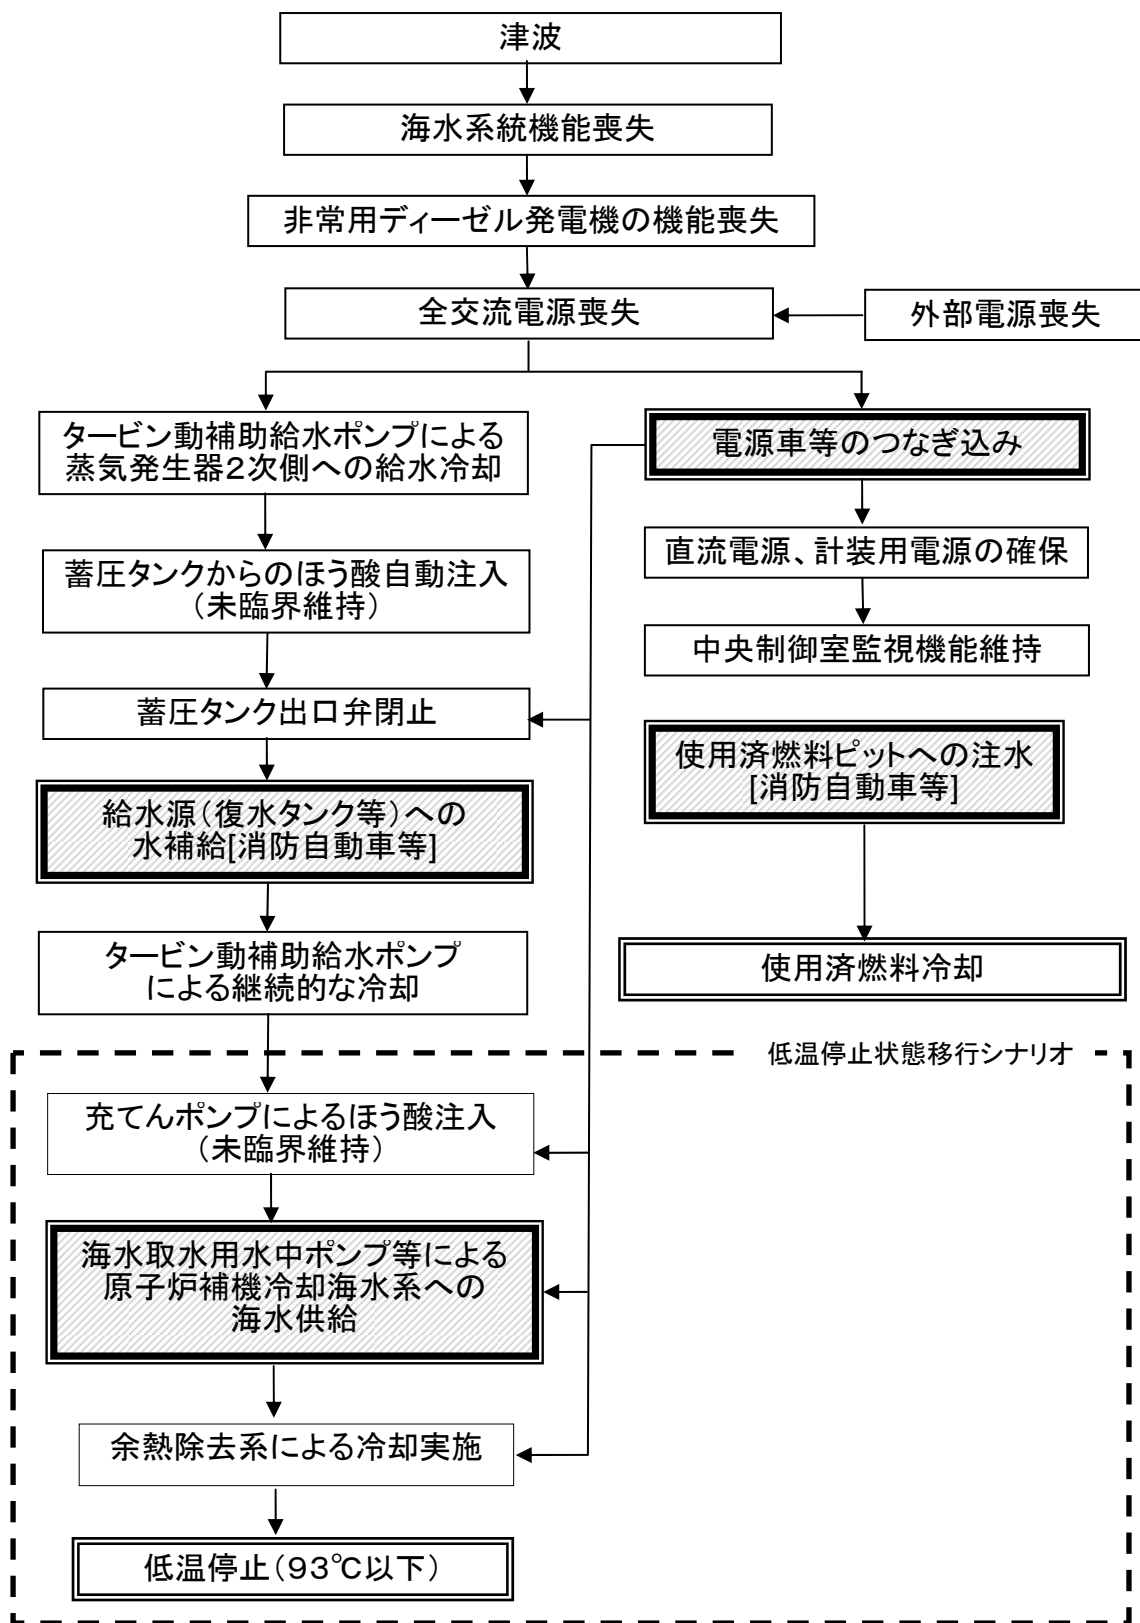 津波
海水系統機能喪失
非常用ディーゼル発電機の機能喪失
全交流電源喪失
外部電源喪失
タービン動補助給水ポンプによる
蒸気発生器2次側への給水冷却
電源車等のつなぎ込み
蓄圧タンクからのほう酸自動注入
（未臨界維持）
直流電源、計装用電源の確保
中央制御室監視機能維持
蓄圧タンク出口弁閉止
使用済燃料ピットへの注水
[消防自動車等]
給水源（復水タンク等）への
水補給[消防自動車等]
タービン動補助給水ポンプ
による継続的な冷却
使用済燃料冷却
低温停止状態移行シナリオ
充てんポンプによるほう酸注入
（未臨界維持）
海水取水用水中ポンプ等による
原子炉補機冷却海水系への
海水供給
余熱除去系による冷却実施
低温停止（93℃以下）